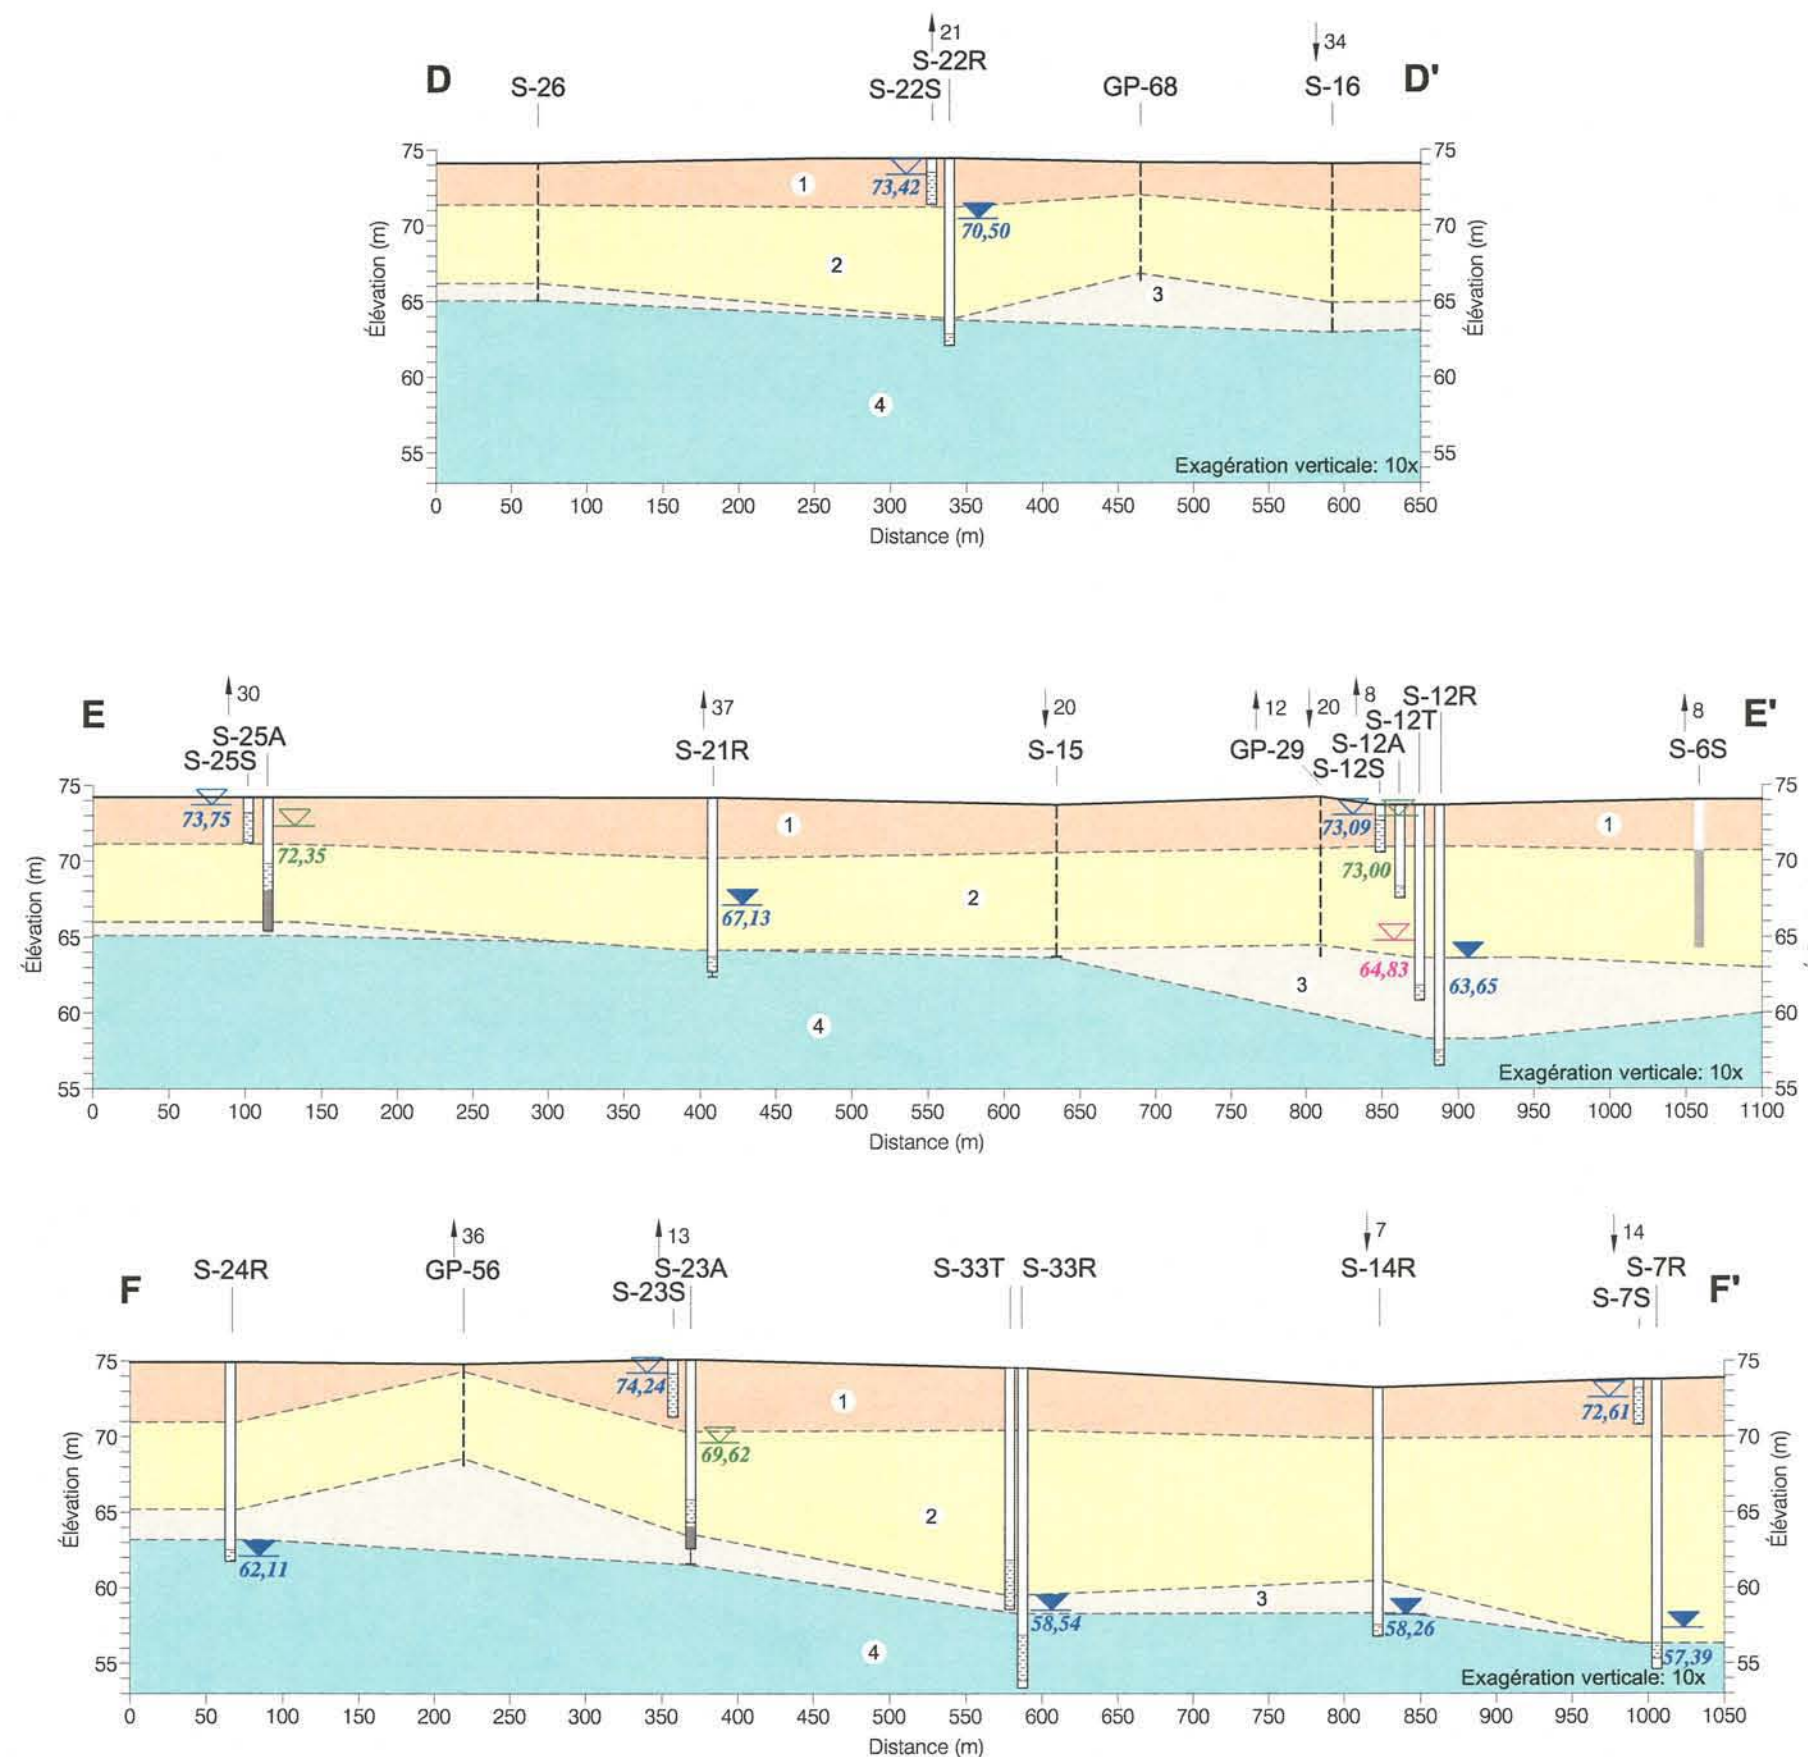 21
34
D
S-26
S-22R
S-22S
GP-68
S-16
D'
75
75
1
73,42
70
70
70,50
Élévation (m)
Élévation (m)
2
3
65
65
60
60
4
55
55
Exagération verticale: 10x
0 50 100 150 200 250 300 350 400 450 500 550 600 650
Distance (m)
30
37
20
12
20
8
8
E
S-25A
S-25S
S-21R
S-15
GP-29
S-12R
S-12T
S-12A
S-12S
S-6S
E'
75
75
73,75
72,35
1
73,09
1
70
70
73,00
Élévation (m)
67,13
2
65
65
64,83
63,65
3
60
60
4
55
55
Exagération verticale: 10x
0 50 100 150 200 250 300 350 400 450 500 550 600 650 700 750 800 850 900 950 1000 1050 1100
Distance (m)
36
13
7
14
F
S-24R
GP-56
S-23A
S-23S
S-33T
S-33R
S-14R
S-7R
S-7S
F'
75
75
74,24
1
72,61
70
70
69,62
Élévation (m)
Élévation (m)
65
65
2
62,11
60
60
3
58,54
58,26
57,39
4
55
55
Exagération verticale: 10x
0 50 100 150 200 250 300 350 400 450 500 550 600 650 700 750 800 850 900 950 1000 1050
Distance (m)